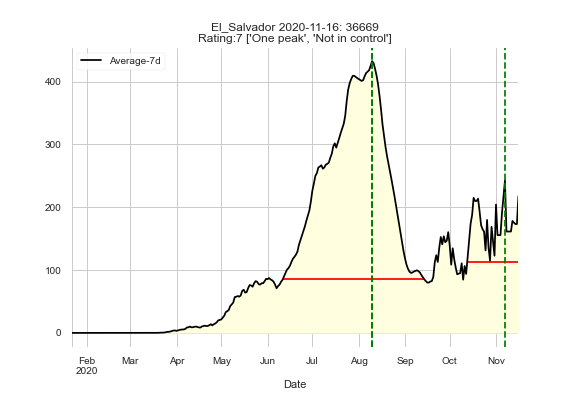 El_Salvador 2020-11-16: 36669
Rating:7 ['One peak', 'Not in control']
Average-7d
400
300
200
100
0
Feb Mar Apr May Jun Jul Aug Sep Oct Nov
2020
Date